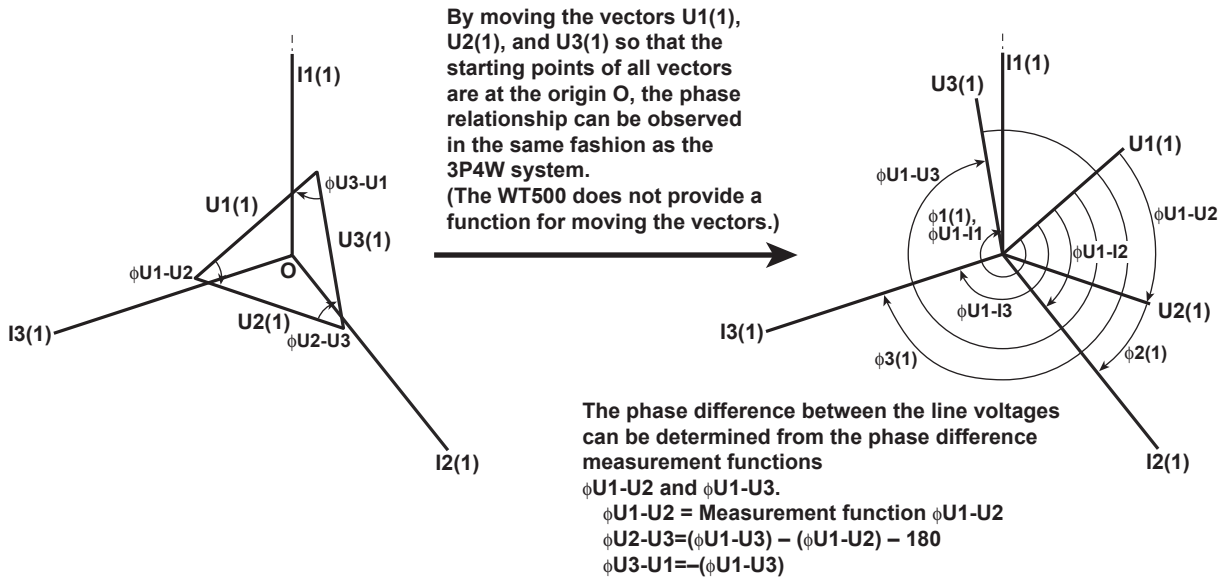 By moving the vectors U1(1),
U2(1), and U3(1) so that the
starting points of all vectors
are at the origin O, the phase
relationship can be observed
in the same fashion as the
3P4W system.
(The WT500 does not provide a
function for moving the vectors.)
I1(1)
ϕU3-U1
U1(1)
U3(1)
ϕU1-U2
O
U2(1)
ϕU2-U3
I3(1)
I2(1)
I1(1)
U3(1)
U1(1)
ϕU1-U3
ϕU1-U2
ϕ1(1),
ϕU1-I1
ϕU1-I2
ϕU1-I3
U2(1)
I3(1)
ϕ3(1)
ϕ2(1)
I2(1)
The phase difference between the line voltages
can be determined from the phase difference
measurement functions
ϕU1-U2 and ϕU1-U3.
ϕU1-U2 = Measurement function ϕU1-U2
ϕU2-U3=(ϕU1-U3) – (ϕU1-U2) – 180
ϕU3-U1=–(ϕU1-U3)